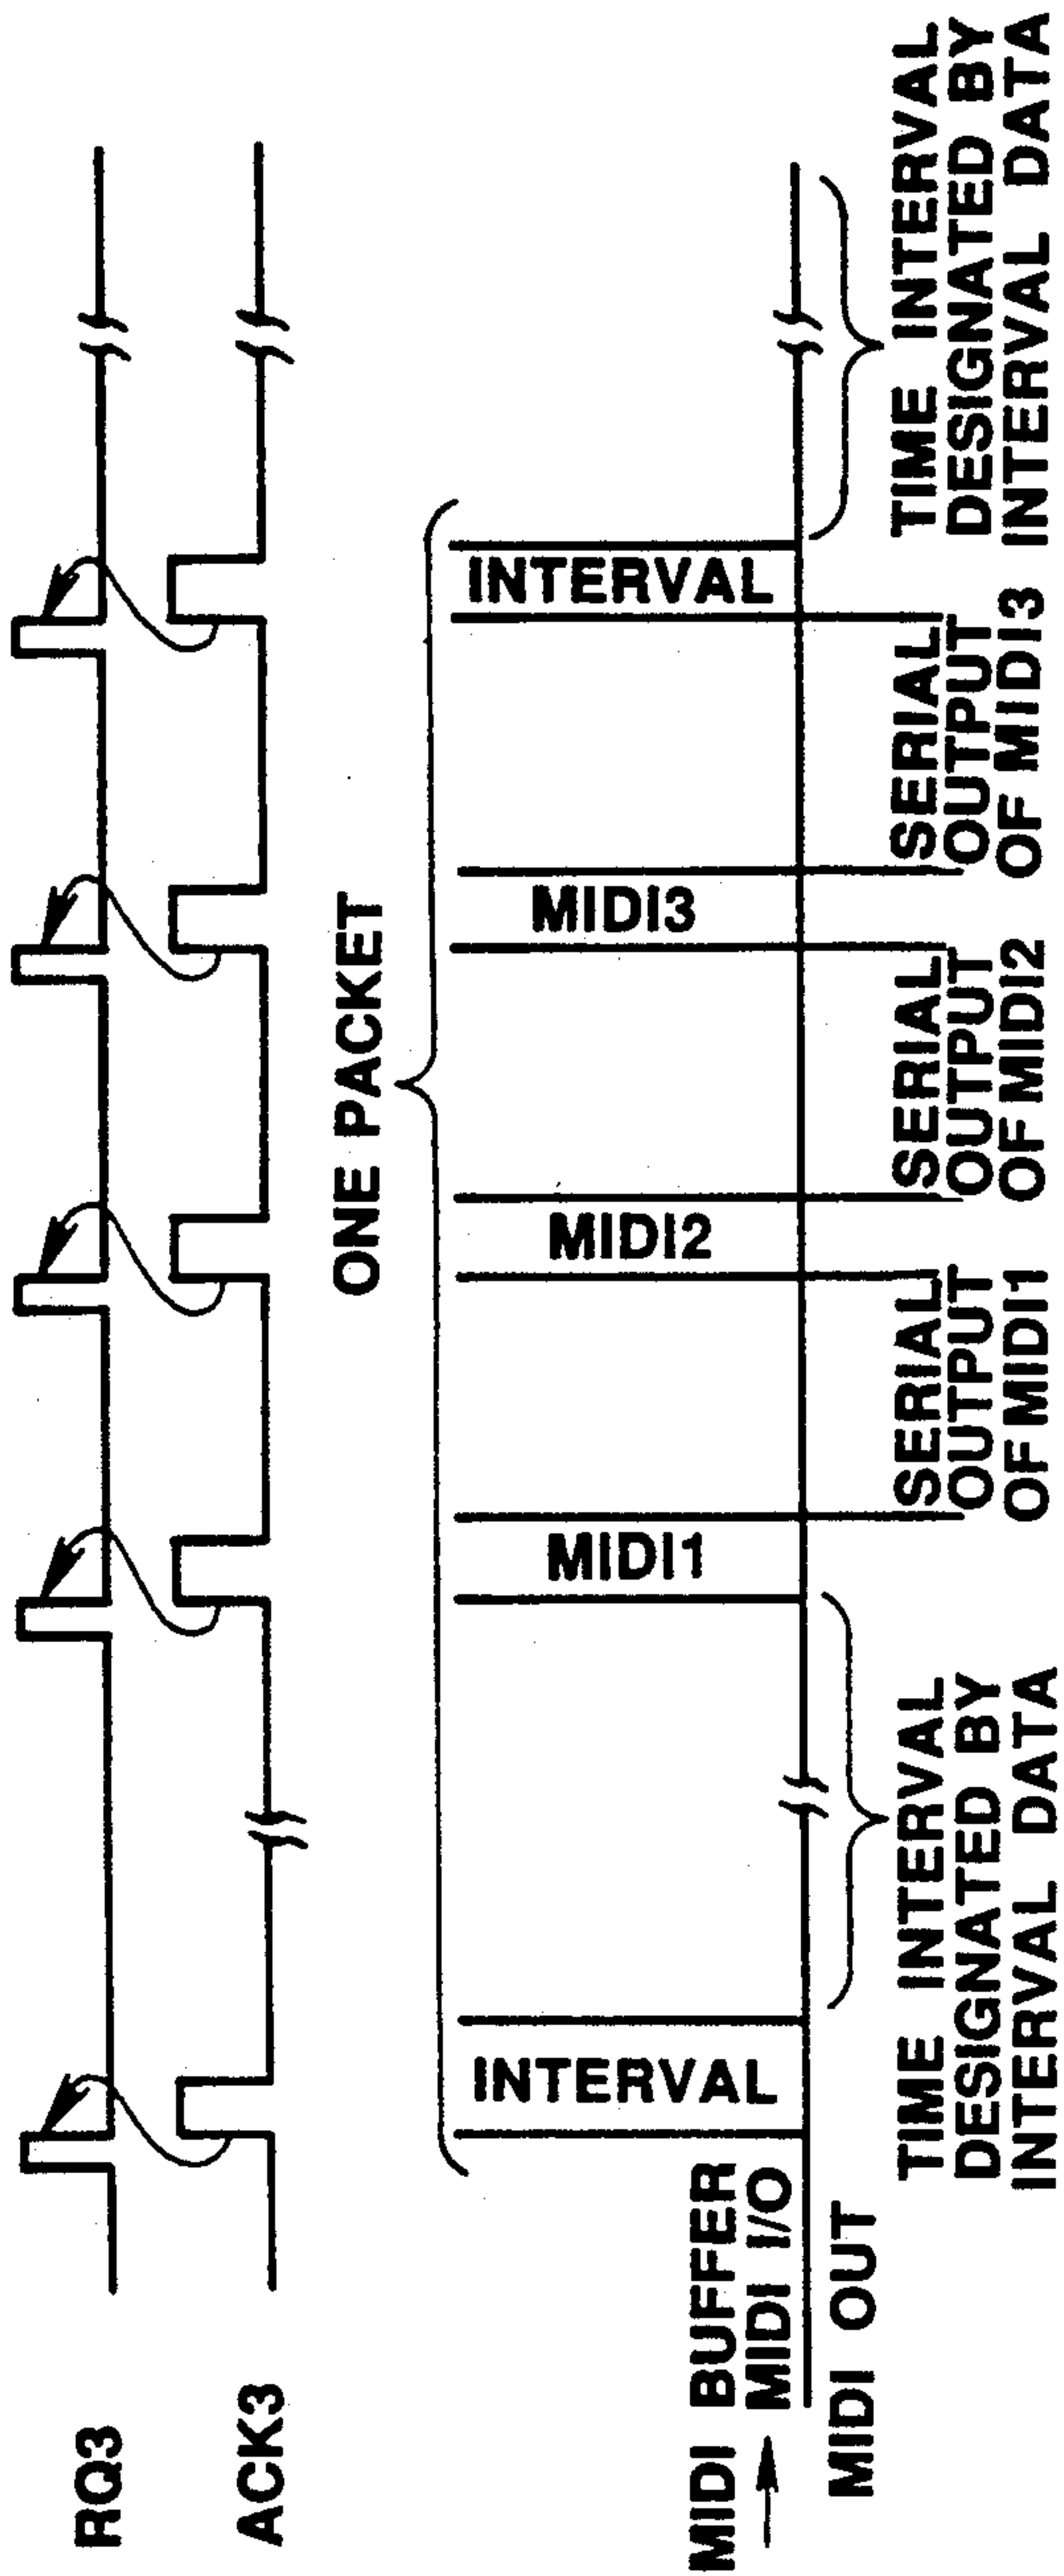 RQ3
ACK3
ONE PACKET
MIDI BUFFER
→ MIDI I/O
MIDI OUT
INTERVAL
MIDI1
MIDI2
MIDI3
INTERVAL
TIME INTERVAL
DESIGNATED BY
INTERVAL DATA
SERIAL
OUTPUT
OF MIDI1
SERIAL
OUTPUT
OF MIDI2
SERIAL
OUTPUT
OF MIDI3
TIME INTERVAL
DESIGNATED BY
INTERVAL DATA